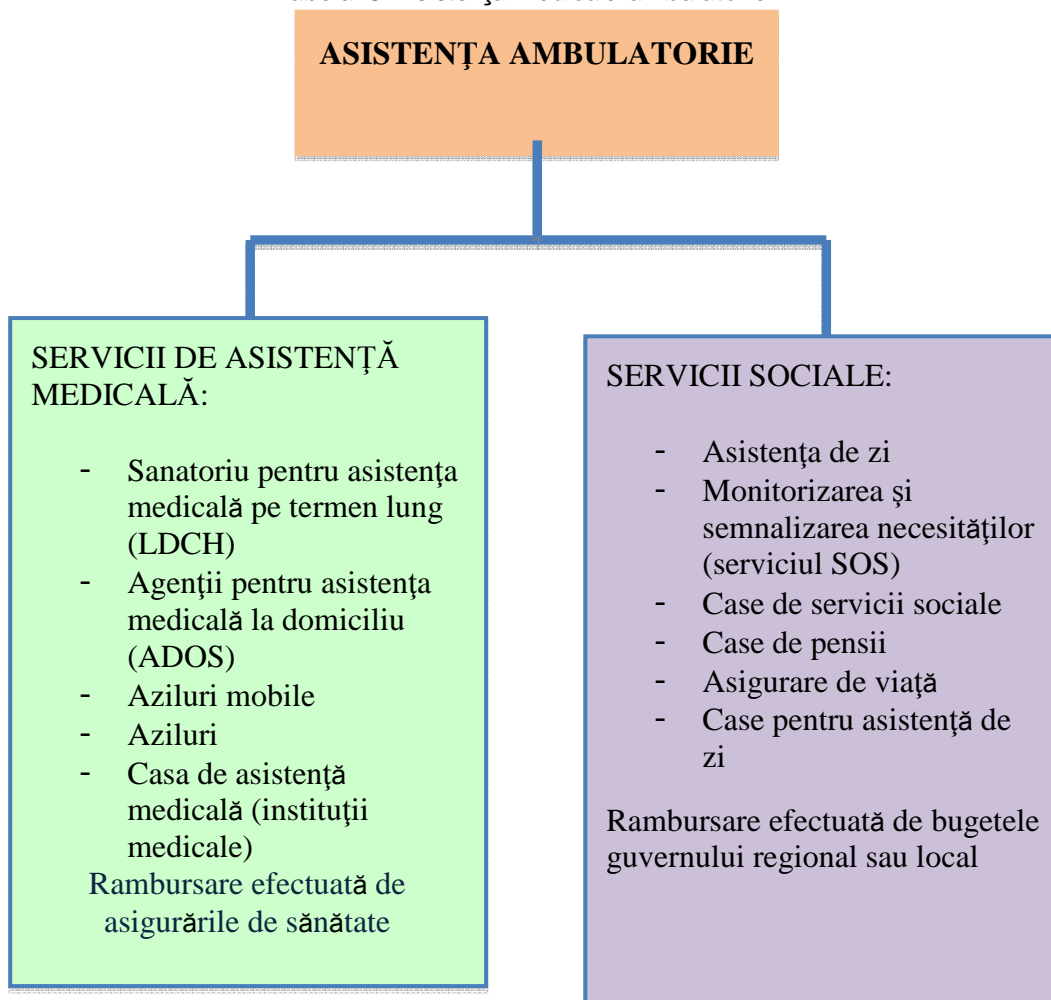 ASISTENŢA AMBULATORIE
SERVICII DE ASISTENŢĂ
MEDICALĂ:
- Sanatoriu pentru asistenţa
medicală pe termen lung
(LDCH)
- Agenţii pentru asistenţa
medicală la domiciliu
(ADOS)
- Aziluri mobile
- Aziluri
- Casa de asistenţă
medicală (instituţii
medicale)
Rambursare efectuată de
asigurările de sănătate
SERVICII SOCIALE:
- Asistenţa de zi
- Monitorizarea şi
semnalizarea necesităţilor
(serviciul SOS)
- Case de servicii sociale
- Case de pensii
- Asigurare de viaţă
- Case pentru asistenţă de
zi
Rambursare efectuată de bugetele
guvernului regional sau local